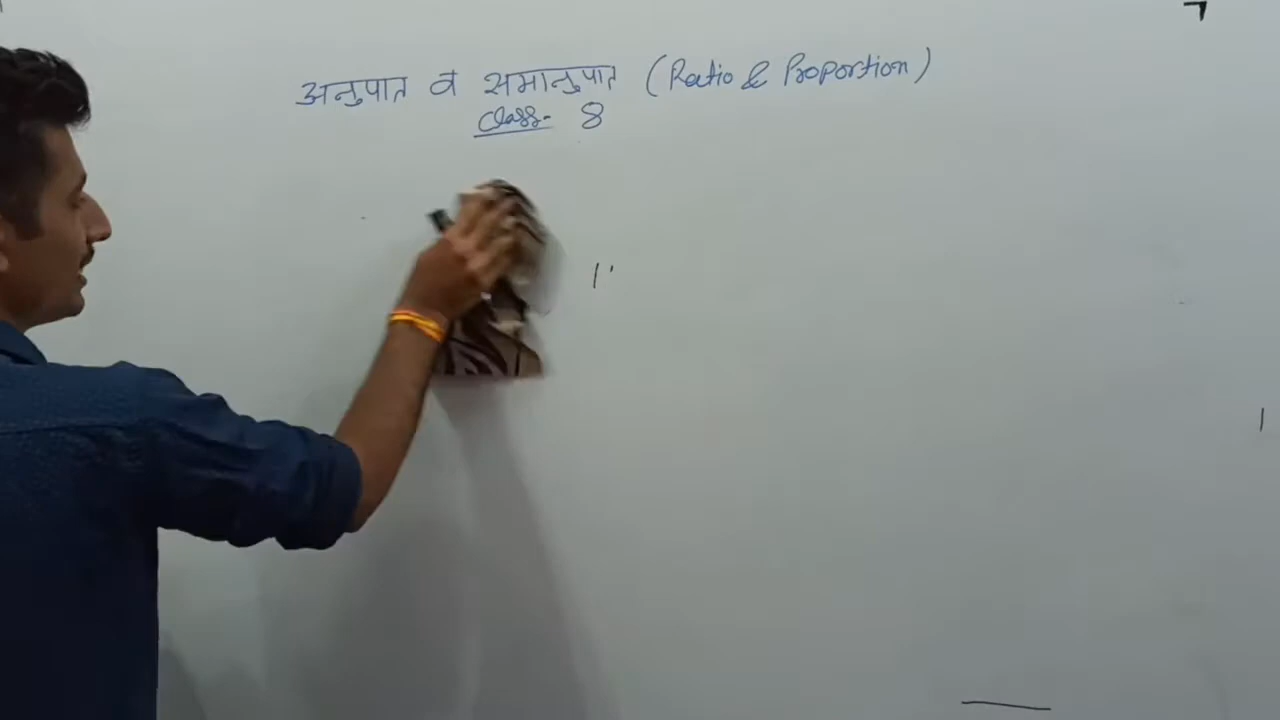 अनुपात व समानुपात (Ratio & Proportion)
Class- 8